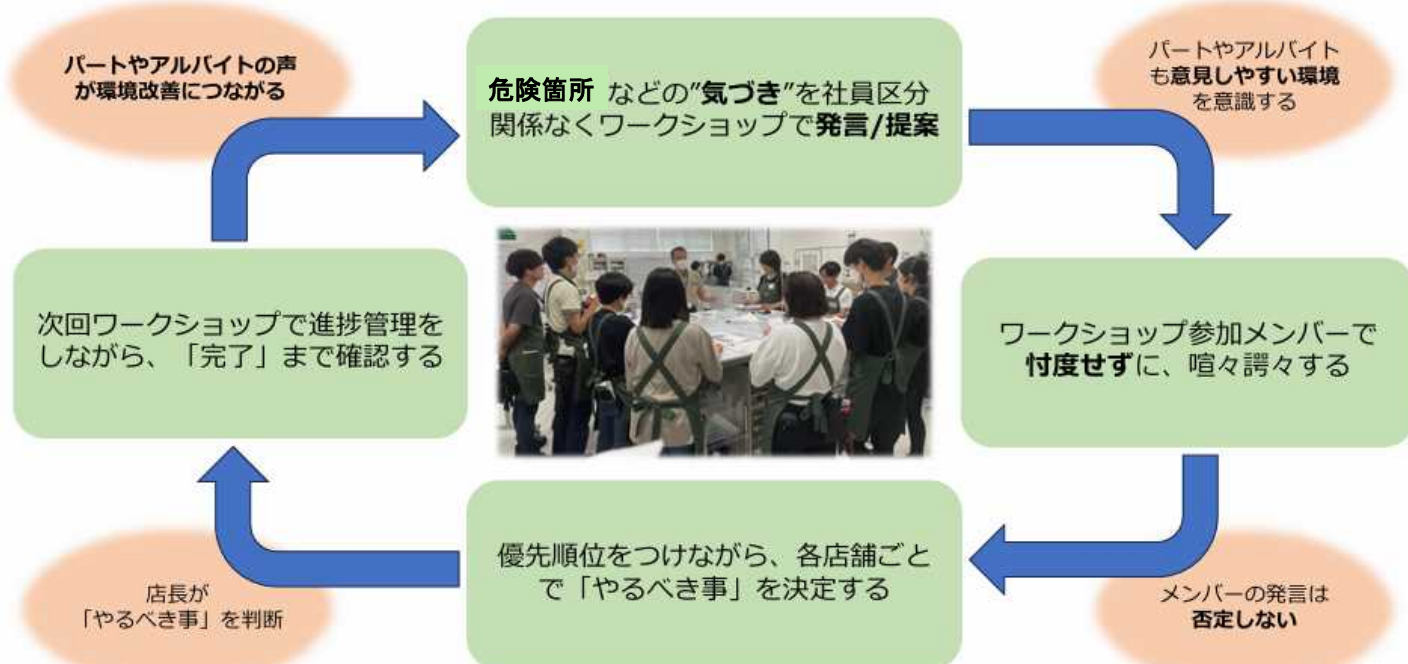 パートやアルバイトの声
が環境改善につながる
危険箇所 などの”気づき”を社員区分
関係なくワークショップで発言/提案
パートやアルバイト
も意見しやすい環境
を意識する
次回ワークショップで進捗管理を
しながら、「完了」まで確認する
ワークショップ参加メンバーで
忖度せずに、喧々諤々する
優先順位をつけながら、各店舗ごと
で「やるべき事」を決定する
店長が
「やるべき事」を判断
メンバーの発言は
否定しない